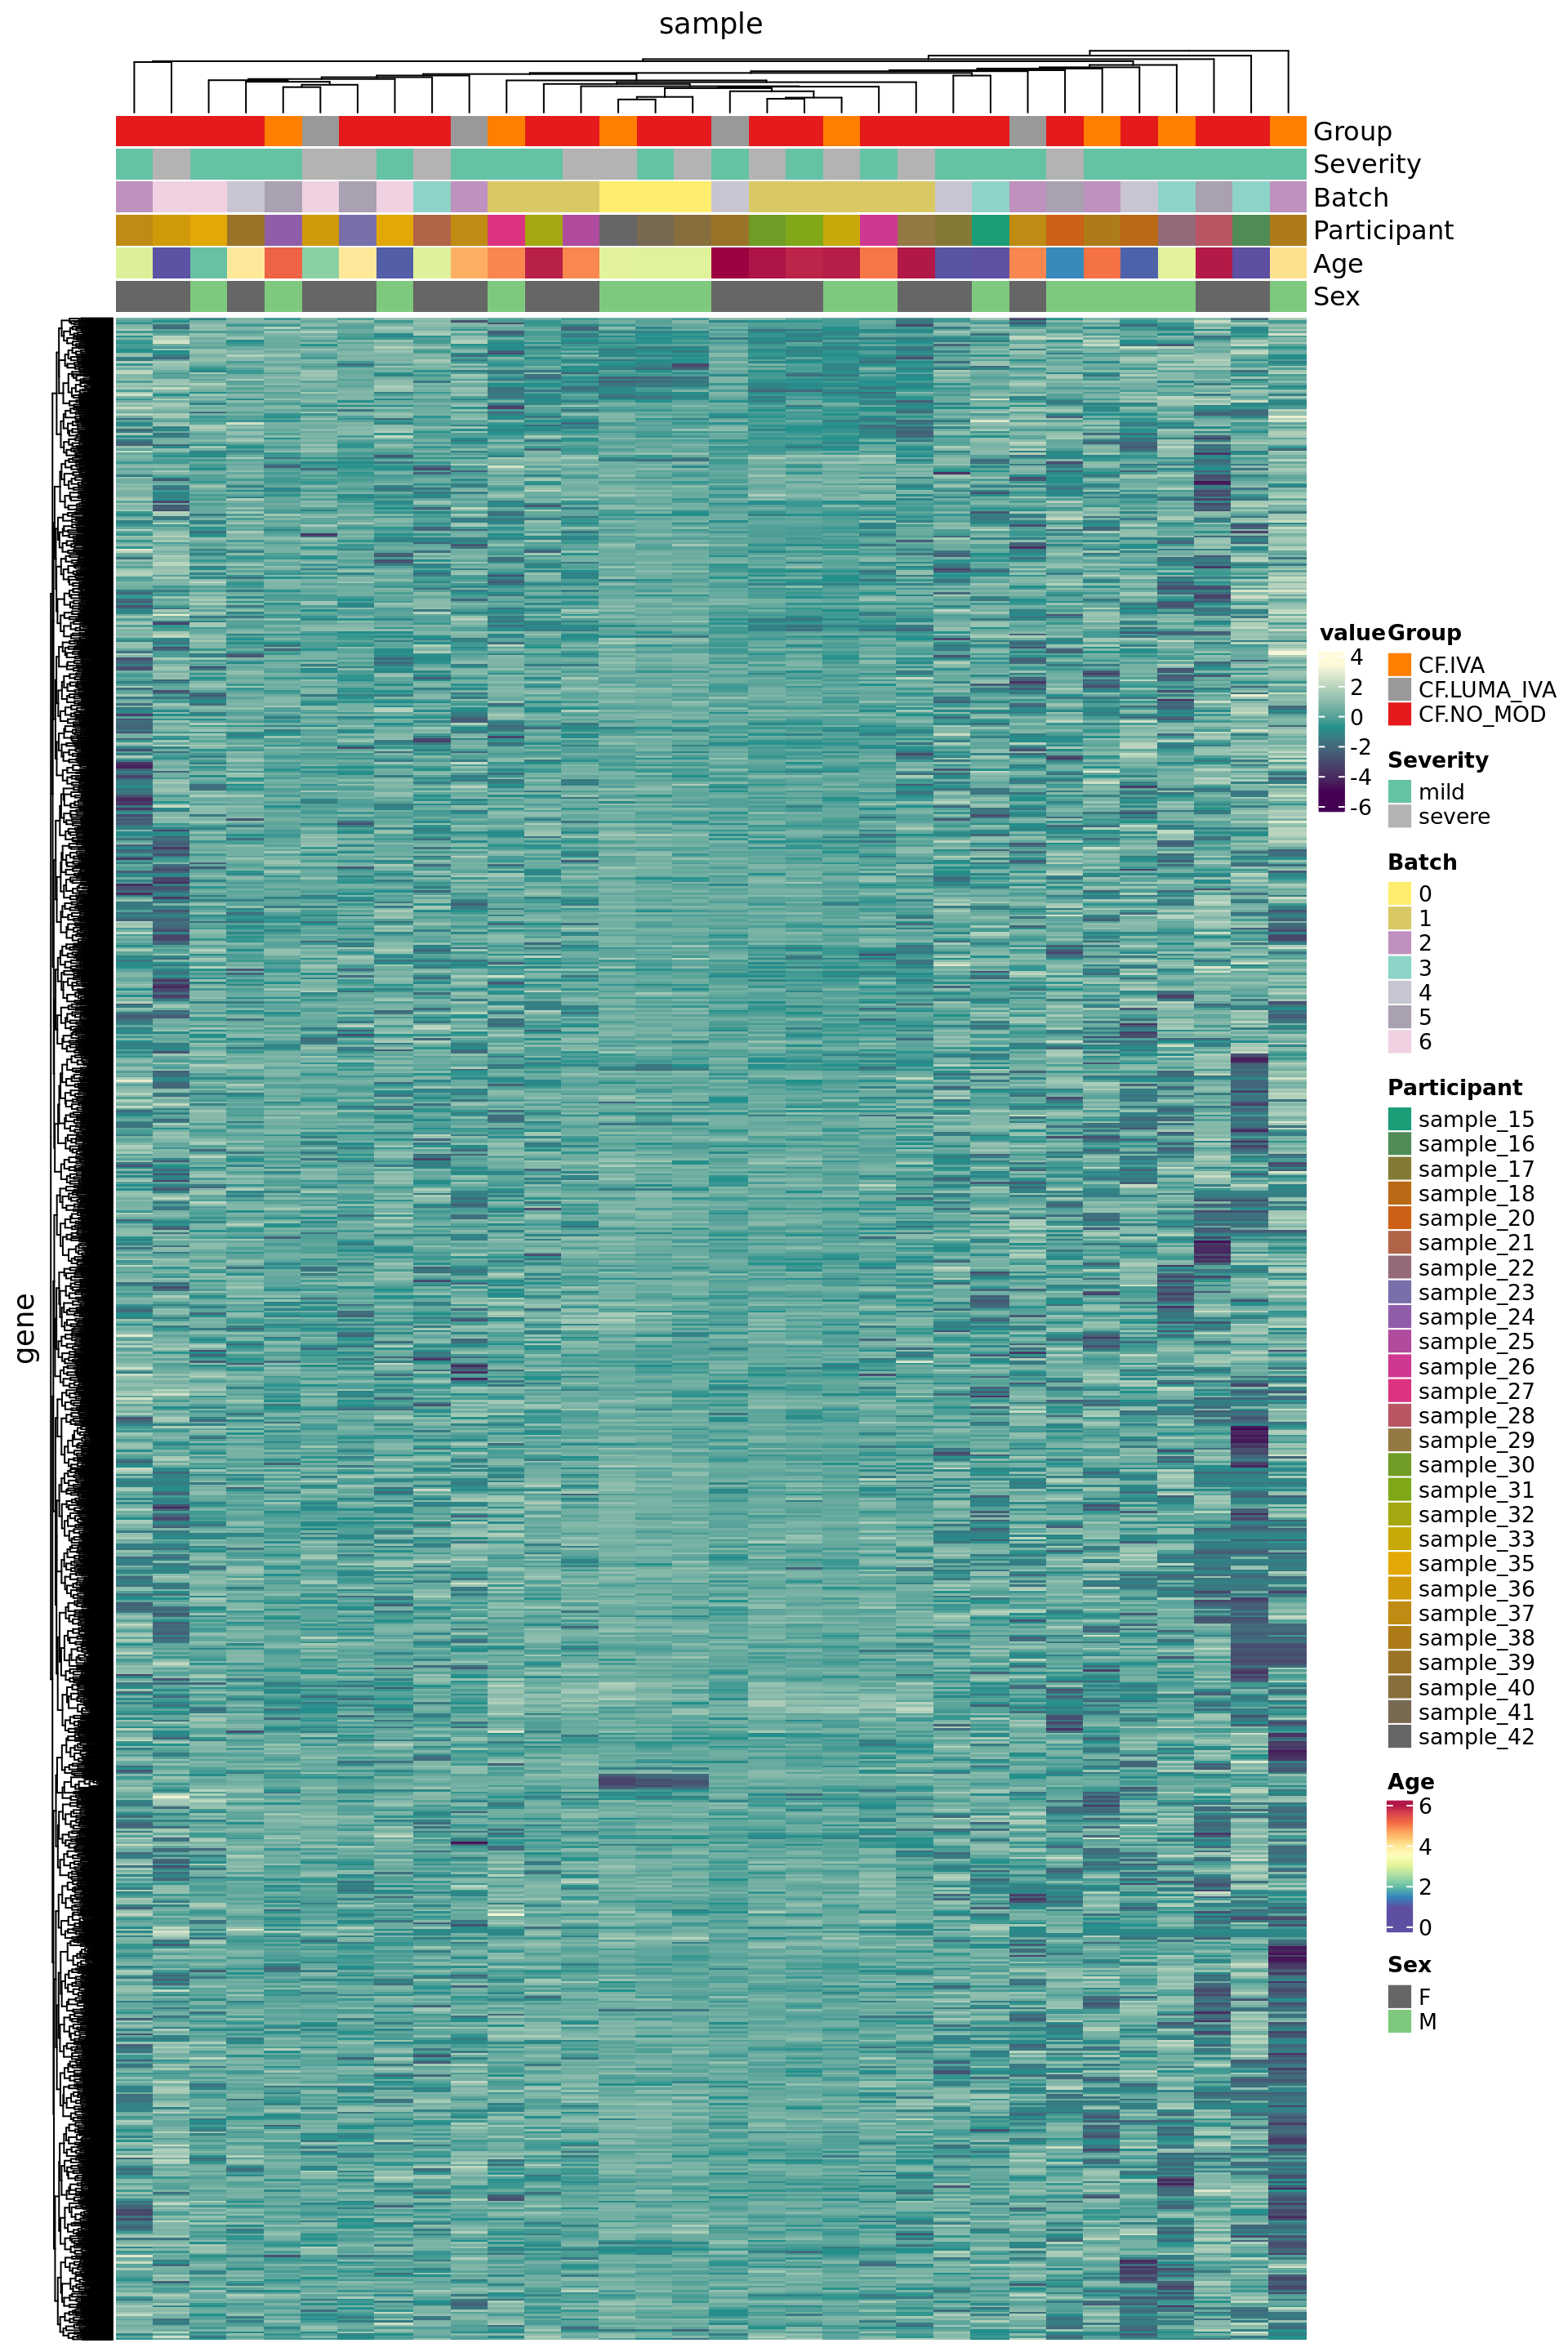 sample
Group
Severity
Batch
Participant
Age
Sex
gene
value
4
2
0
-2
-4
-6
Group
CF.IVA
CF.LUMA_IVA
CF.NO_MOD
Severity
mild
severe
Batch
0
1
2
3
4
5
6
Participant
sample_15
sample_16
sample_17
sample_18
sample_20
sample_21
sample_22
sample_23
sample_24
sample_25
sample_26
sample_27
sample_28
sample_29
sample_30
sample_31
sample_32
sample_33
sample_35
sample_36
sample_37
sample_38
sample_39
sample_40
sample_41
sample_42
Age
6
4
2
0
Sex
F
M